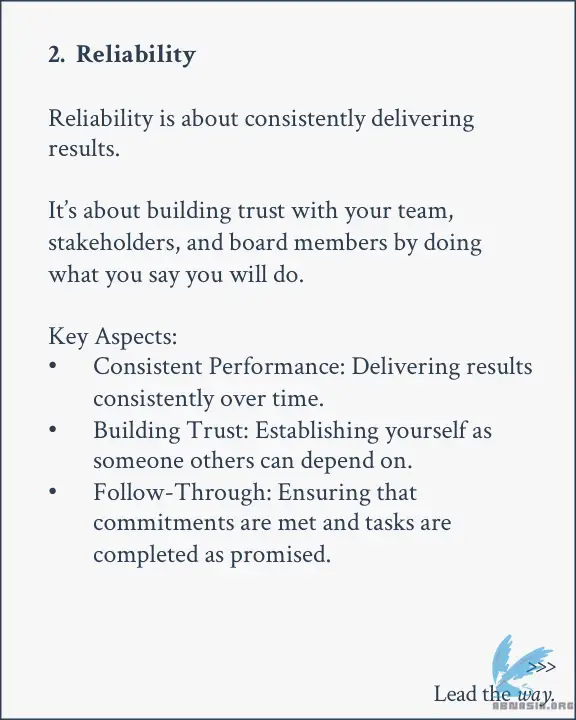 2. Reliability
Reliability is about consistently delivering
results.
It’s about building trust with your team,
stakeholders, and board members by doing
what you say you will do.
Key Aspects:
• Consistent Performance: Delivering results
consistently over time.
• Building Trust: Establishing yourself as
someone others can depend on.
• Follow-Through: Ensuring that
commitments are met and tasks are
completed as promised.
>>>
Lead the way.
ABNASIA.ORG